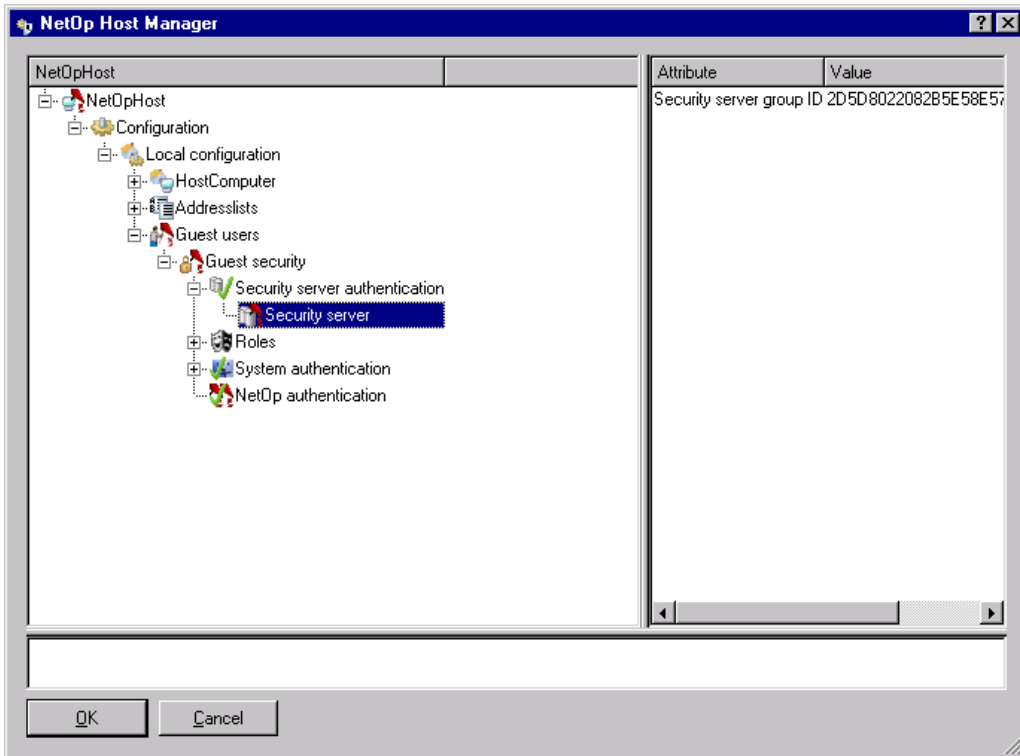 NetOp Host Manager
NetOpHost
Attribute Value
NetOpHost
Security server group ID 2D5D8022082B5E58E57
Configuration
Local configuration
HostComputer
Addresslists
Guest users
Guest security
Security server authentication
Security server
Roles
System authentication
NetOp authentication
OK Cancel